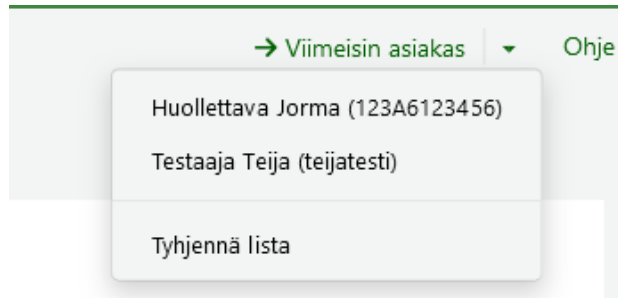 → Viimeisin asiakas Ohje
Huollettava Jorma (123A6123456)
Testaaja Teija (teijatesti)
Tyhjennä lista